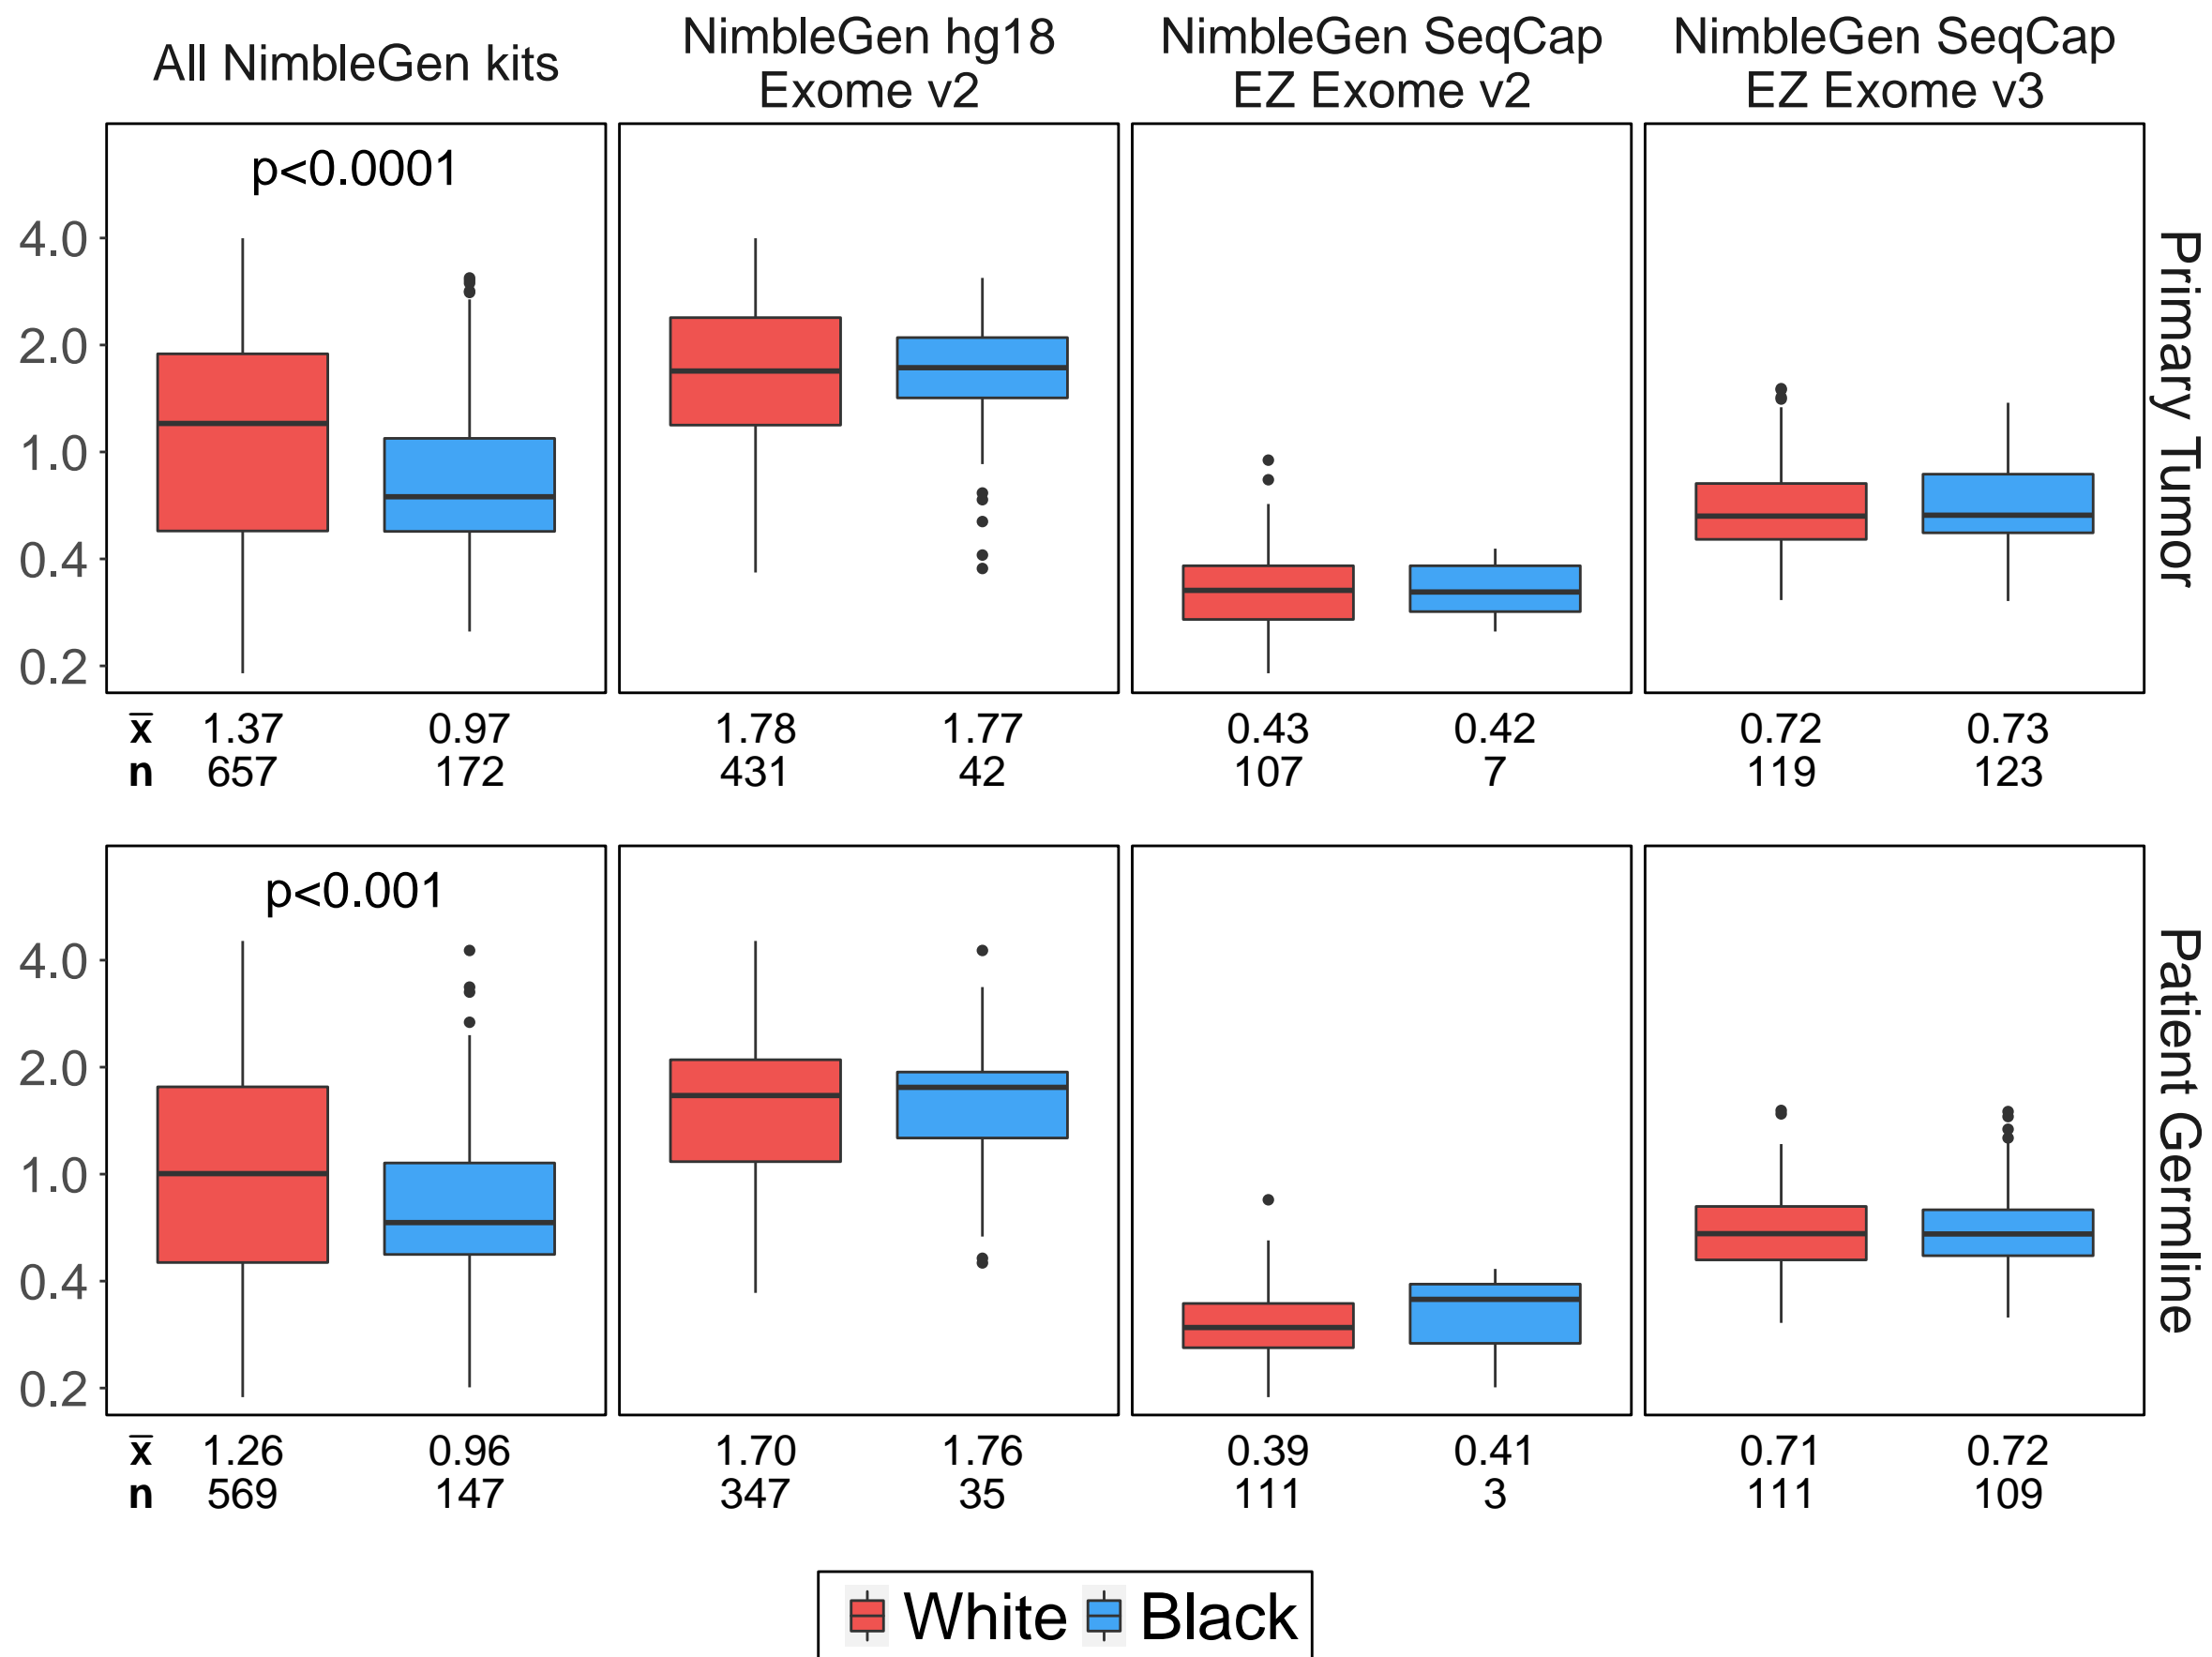 All NimbleGen kits
NimbleGen hg18
Exome v2
NimbleGen SeqCap
EZ Exome v2
NimbleGen SeqCap
EZ Exome v3
p<0.0001
4.0
2.0
1.0
0.4
0.2
Primary Tumor
x̅ 1.37 0.97 1.78 1.77 0.43 0.42 0.72 0.73
n 657 172 431 42 107 7 119 123
p<0.001
4.0
2.0
1.0
0.4
0.2
Patient Germline
x̅ 1.26 0.96 1.70 1.76 0.39 0.41 0.71 0.72
n 569 147 347 35 111 3 111 109
White Black